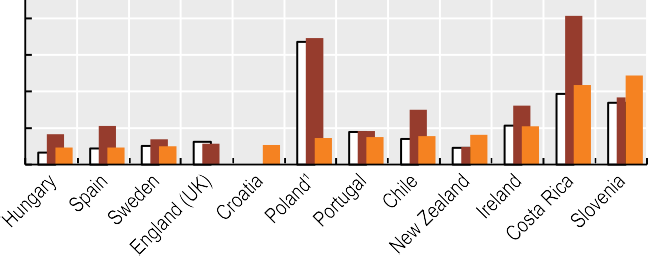 Hungary
Spain
Sweden
England (UK)
Croatia
Poland¹
Portugal
Chile
New Zealand
Ireland
Costa Rica
Slovenia